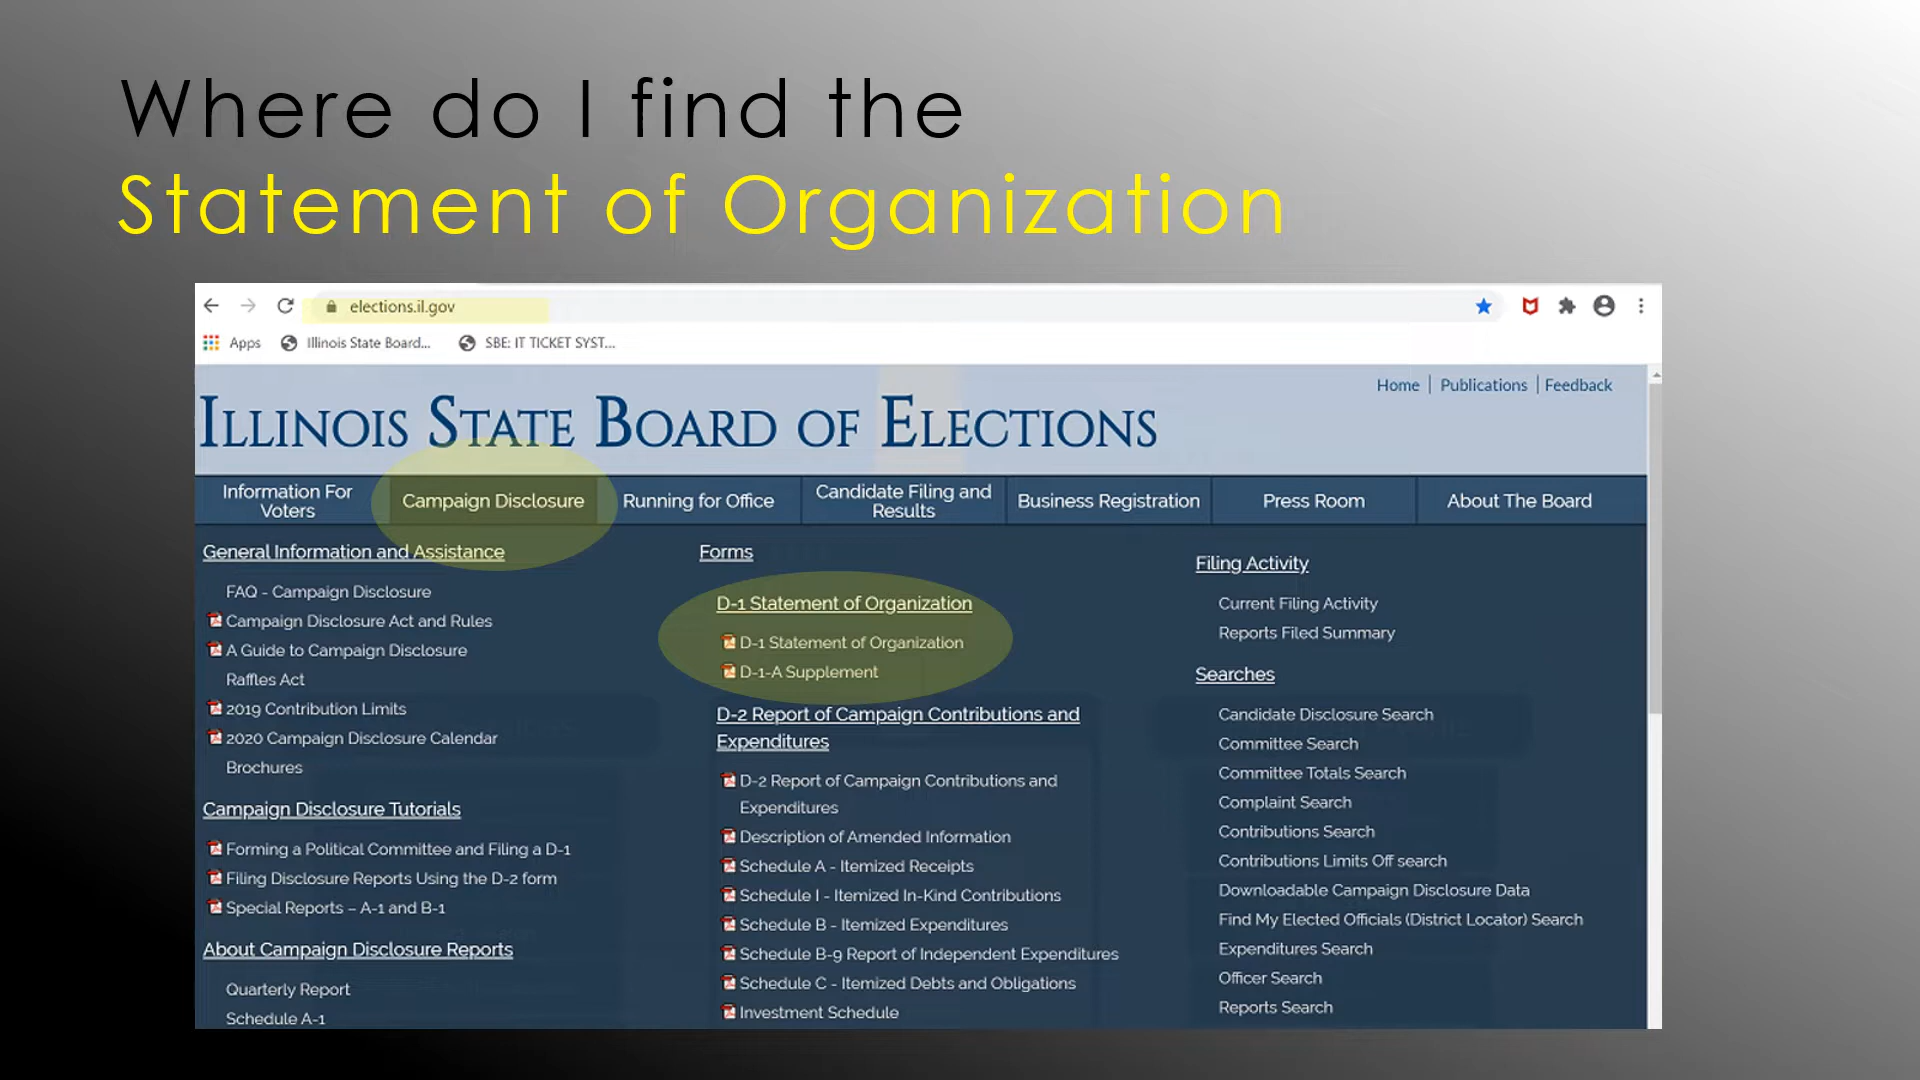 Where do I find the
Statement of Organization
elections.il.gov
Apps
Illinois State Board...
SBE: IT TICKET SYST...
Home | Publications | Feedback
ILLINOIS STATE BOARD OF ELECTIONS
Information For
Voters
Campaign Disclosure
Running for Office
Candidate Filing and
Results
Business Registration
Press Room
About The Board
General Information and Assistance
FAQ - Campaign Disclosure
Campaign Disclosure Act and Rules
A Guide to Campaign Disclosure
Raffles Act
2019 Contribution Limits
2020 Campaign Disclosure Calendar
Brochures
Campaign Disclosure Tutorials
Forming a Political Committee and Filing a D-1
Filing Disclosure Reports Using the D-2 form
Special Reports – A-1 and B-1
About Campaign Disclosure Reports
Quarterly Report
Schedule A-1
Forms
D-1 Statement of Organization
D-1 Statement of Organization
D-1-A Supplement
D-2 Report of Campaign Contributions and
Expenditures
D-2 Report of Campaign Contributions and
Expenditures
Description of Amended Information
Schedule A - Itemized Receipts
Schedule I - Itemized In-Kind Contributions
Schedule B - Itemized Expenditures
Schedule B-9 Report of Independent Expenditures
Schedule C - Itemized Debts and Obligations
Investment Schedule
Filing Activity
Current Filing Activity
Reports Filed Summary
Searches
Candidate Disclosure Search
Committee Search
Committee Totals Search
Complaint Search
Contributions Search
Contributions Limits Off search
Downloadable Campaign Disclosure Data
Find My Elected Officials (District Locator) Search
Expenditures Search
Officer Search
Reports Search